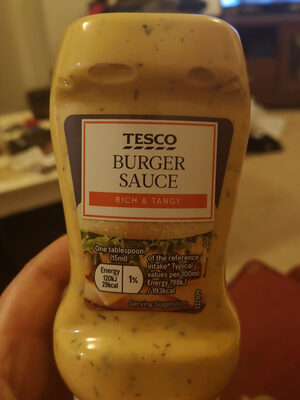 TESCO
BURGER
SAUCE
RICH & TANGY
One tablespoon
(15ml)
Energy
120kJ
29kcal
1%
of the reference
intake* Typical
values per 100ml:
Energy 798kJ
/ 193kcal
Serving Suggestion